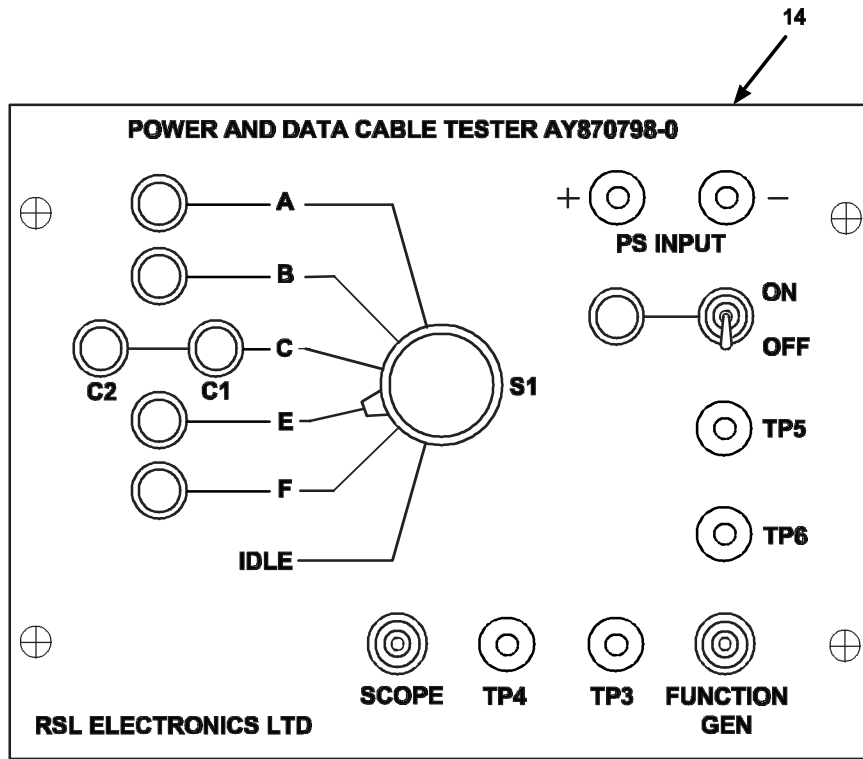 14
POWER AND DATA CABLE TESTER AY870798-0
A
+ −
PS INPUT
B
ON
C
OFF
C2 C1
S1
E
TP5
F
TP6
IDLE
SCOPE TP4 TP3 FUNCTION
GEN
RSL ELECTRONICS LTD